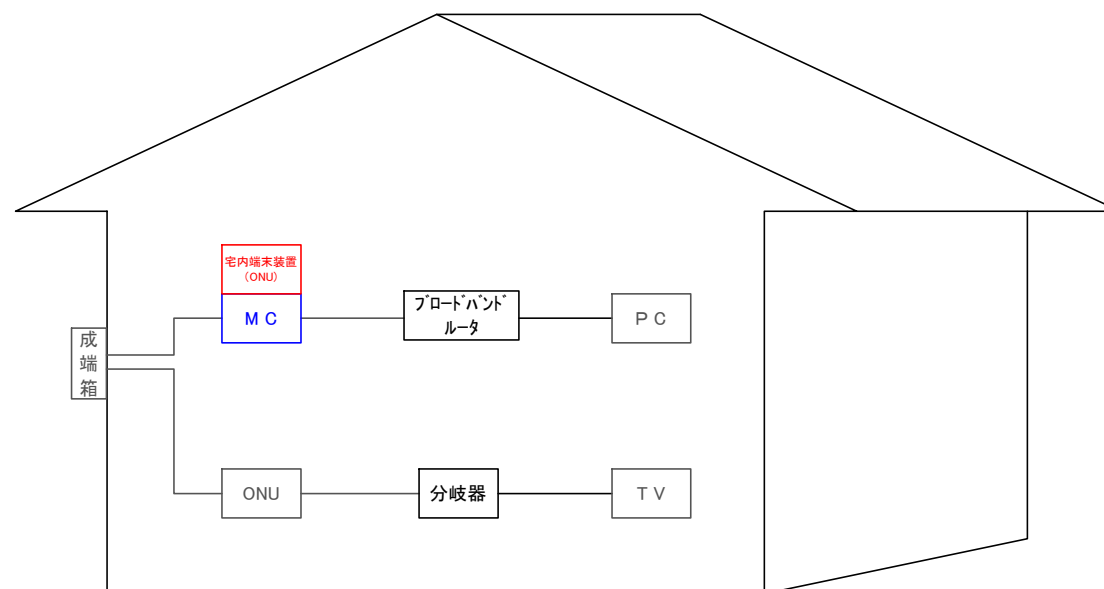 宅内端末装置
（ONU）
ＭＣ
ﾌﾞﾛｰﾄﾞﾊﾞﾝﾄﾞ
ﾙｰﾀ
ＰＣ
成
端
箱
ONU
分岐器
ＴＶ